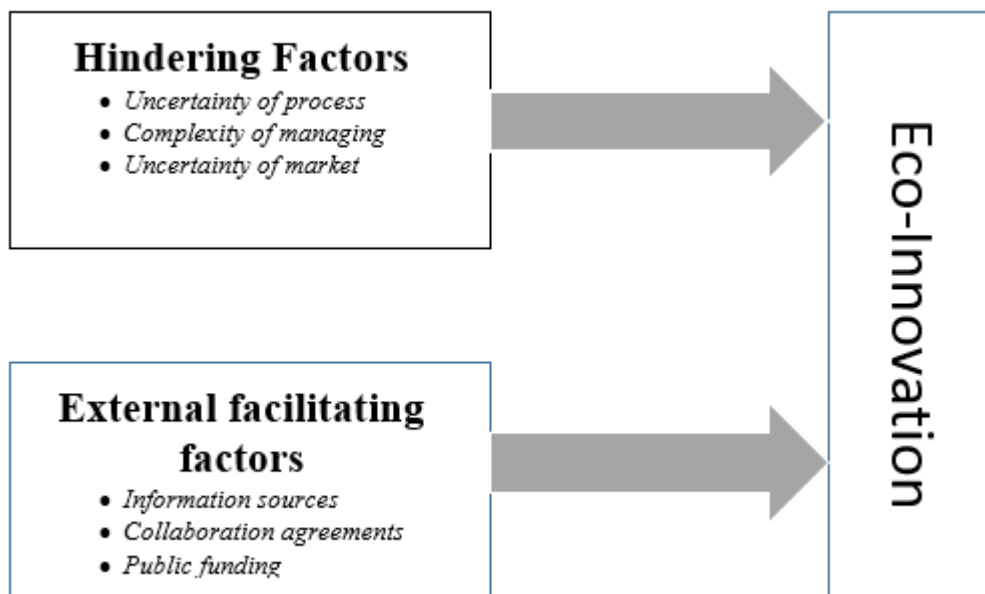 Hindering Factors
• Uncertainty of process
• Complexity of managing
• Uncertainty of market
External facilitating
factors
• Information sources
• Collaboration agreements
• Public funding
Eco-Innovation